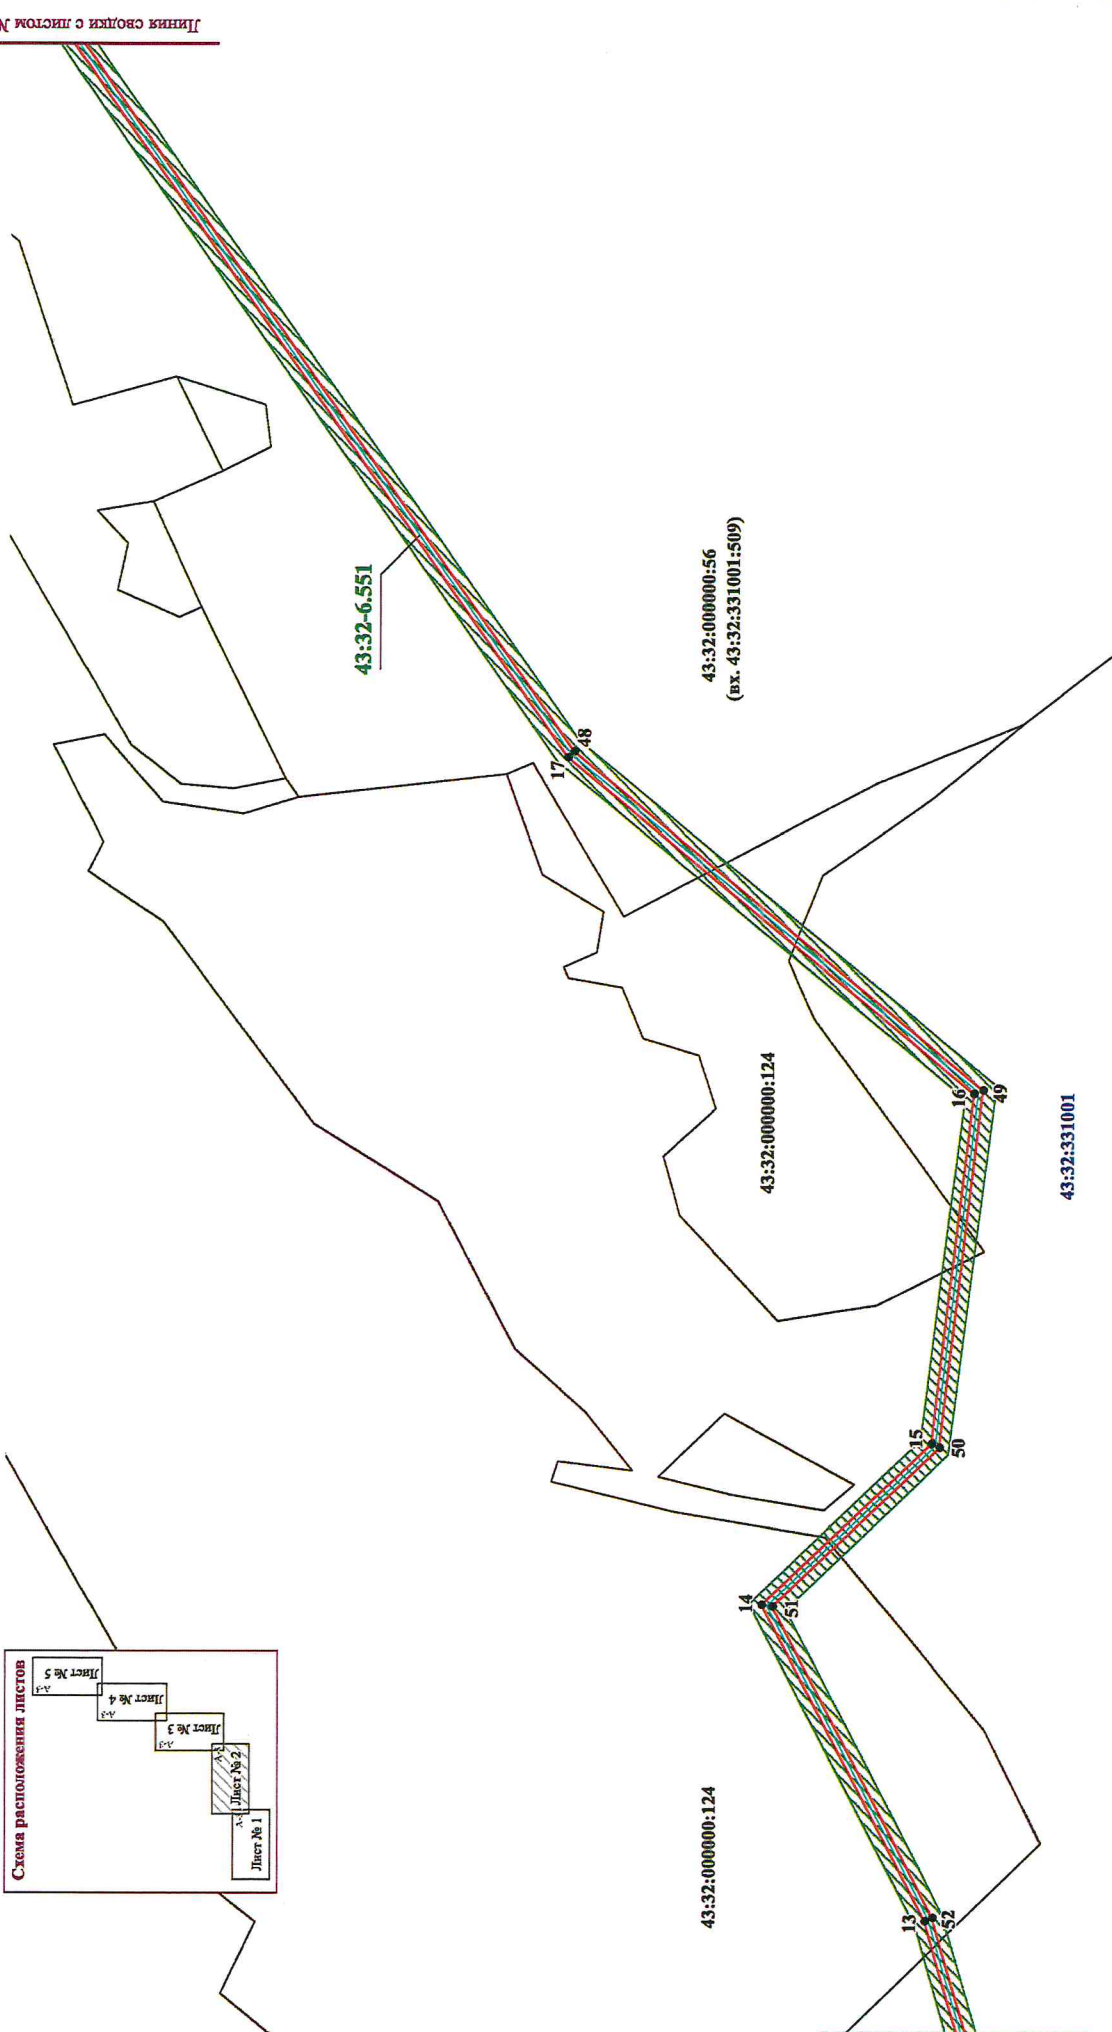 Линия сводки с листом №
43:32-6.551
17
48
43:32:000000:56
(вх. 43:32:331001:509)
43:32:000000:124
16
49
43:32:331001
15
50
14
51
43:32:000000:124
13
52
Схема расположения листов
Лист № 5
А-3
Лист № 4
А-3
Лист № 3
А-3
Лист № 2
А-3
Лист № 1